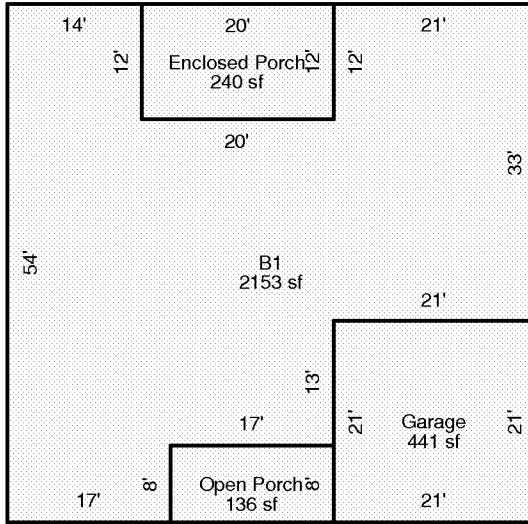 14'
20'
21'
12'
Enclosed Porch
240 sf
12'
12'
20'
33'
54'
B1
2153 sf
21'
13'
17'
21'
Garage
441 sf
21'
8'
Open Porch
136 sf
8'
17'
21'